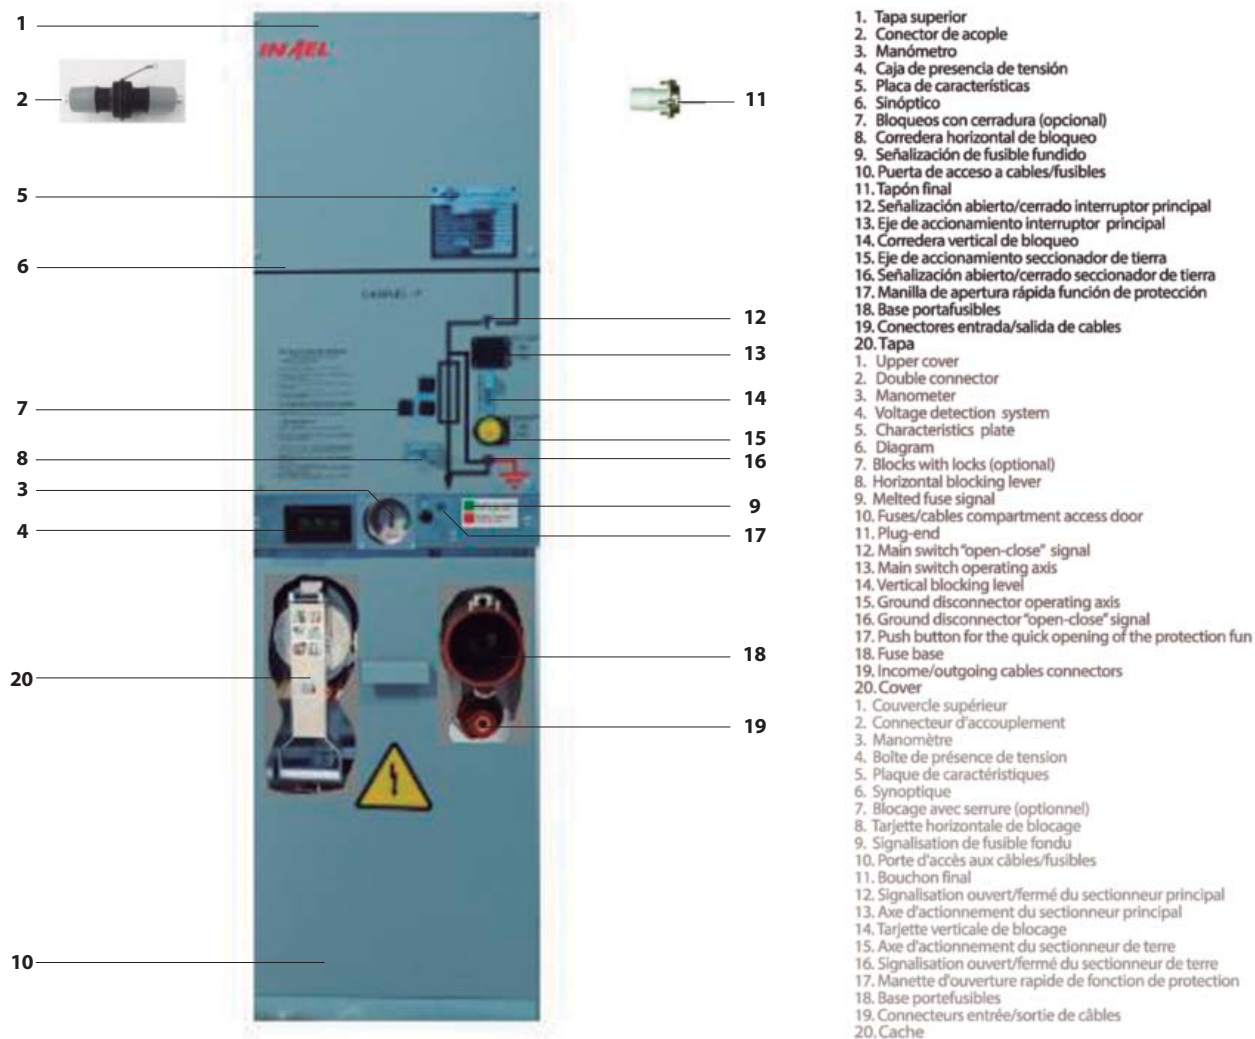 1
INAEL
2
11
5
6
12
13
14
7
15
8
16
3
9
4
17
18
20
19
10
1. Tapa superior
2. Conector de acople
3. Manómetro
4. Caja de presencia de tensión
5. Placa de características
6. Sinóptico
7. Bloqueos con cerradura (opcional)
8. Corredera horizontal de bloqueo
9. Señalización de fusible fundido
10. Puerta de acceso a cables/fusibles
11. Tapón final
12. Señalización abierto/cerrado interruptor principal
13. Eje de accionamiento interruptor principal
14. Corredera vertical de bloqueo
15. Eje de accionamiento seccionador de tierra
16. Señalización abierto/cerrado seccionador de tierra
17. Manilla de apertura rápida función de protección
18. Base portafusibles
19. Conectores entrada/salida de cables
20. Tapa
1. Upper cover
2. Double connector
3. Manometer
4. Voltage detection system
5. Characteristics plate
6. Diagram
7. Blocks with locks (optional)
8. Horizontal blocking lever
9. Melted fuse signal
10. Fuses/cables compartment access door
11. Plug-end
12. Main switch "open-close" signal
13. Main switch operating axis
14. Vertical blocking level
15. Ground disconnector operating axis
16. Ground disconnector "open-close" signal
17. Push button for the quick opening of the protection fun
18. Fuse base
19. Income/outgoing cables connectors
20. Cover
1. Couvercle supérieur
2. Connecteur d'accouplement
3. Manomètre
4. Boîte de présence de tension
5. Plaque de caractéristiques
6. Synoptique
7. Blocage avec serrure (optionnel)
8. Tarjette horizontale de blocage
9. Signalisation de fusible fondu
10. Porte d'accès aux câbles/fusibles
11. Bouchon final
12. Signalisation ouvert/fermé du sectionneur principal
13. Axe d'actionnement du sectionneur principal
14. Tarjette verticale de blocage
15. Axe d'actionnement du sectionneur de terre
16. Signalisation ouvert/fermé du sectionneur de terre
17. Manette d'ouverture rapide de fonction de protection
18. Base portefusibles
19. Connecteurs entrée/sortie de câbles
20. Cache